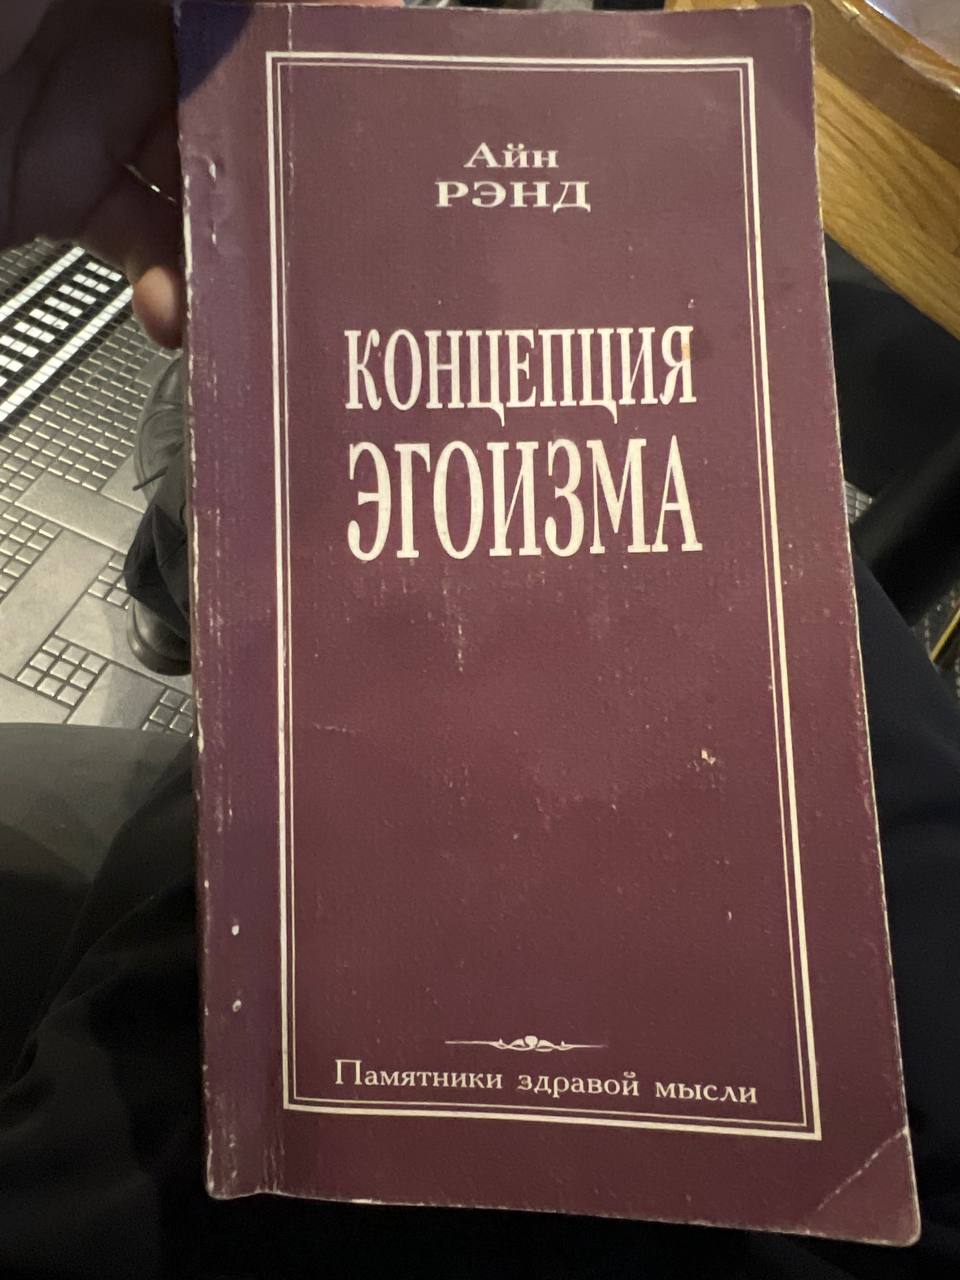 Айн
РЭНД
КОНЦЕПЦИЯ
ЭГОИЗМА
Памятники здравой мысли